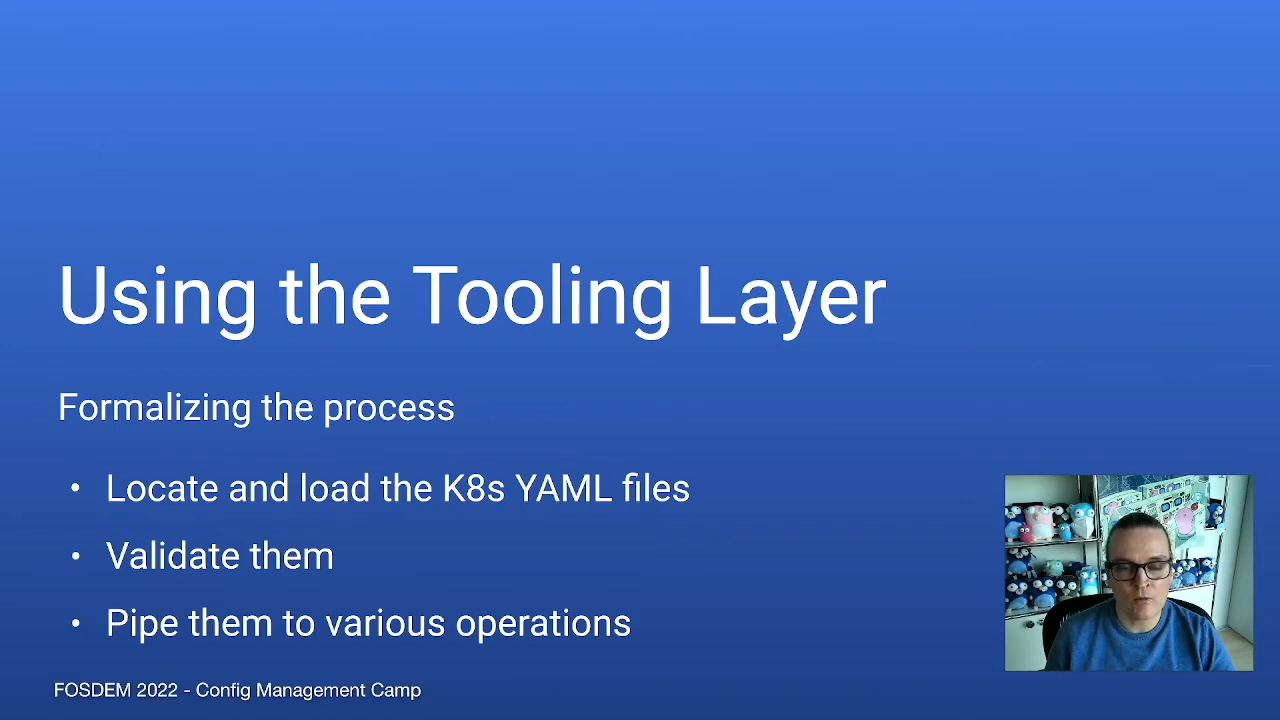 Using the Tooling Layer
Formalizing the process
• Locate and load the K8s YAML files
• Validate them
• Pipe them to various operations
FOSDEM 2022 - Config Management Camp